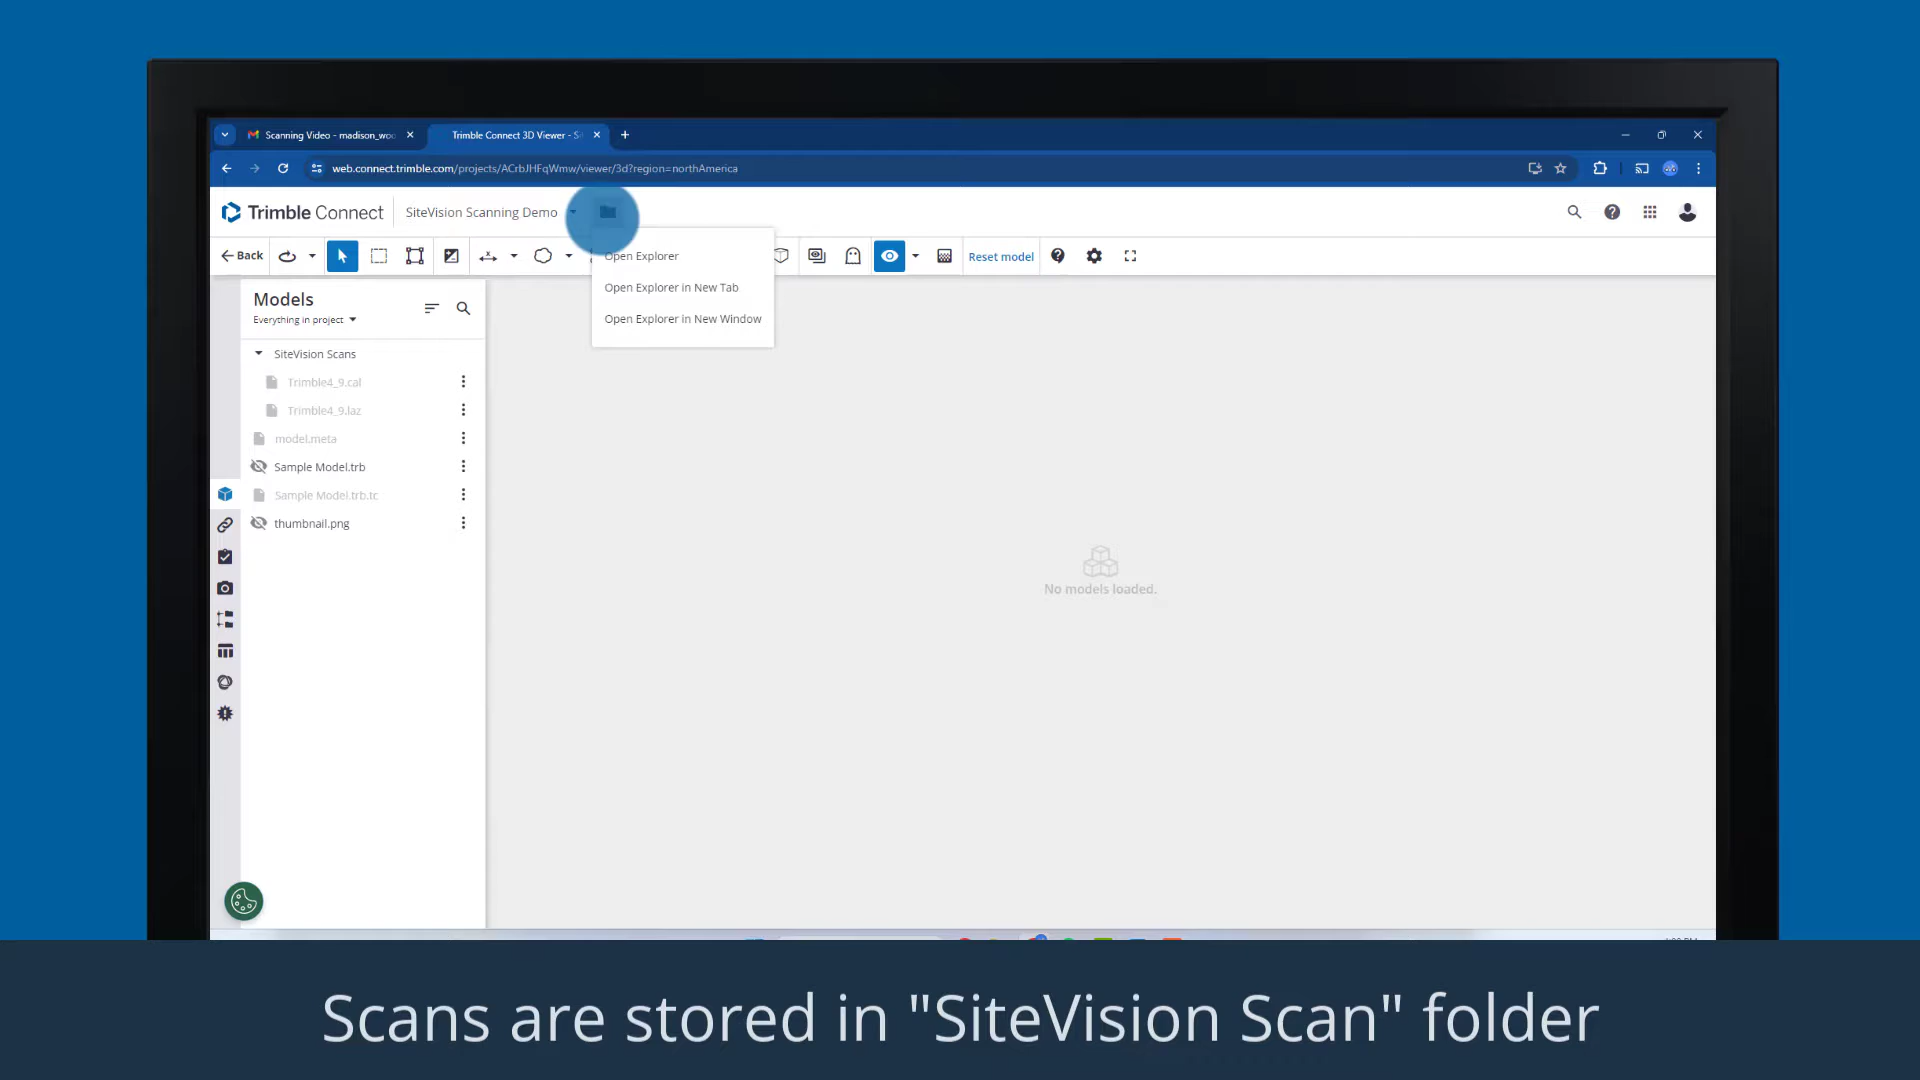 Scanning Video - madison_woo
Trimble Connect 3D Viewer - S
web.connect.trimble.com/projects/ACrbJHFqWmw/viewer/3d?region=northAmerica
Trimble Connect
SiteVision Scanning Demo
Back
Reset model
Open Explorer
Open Explorer in New Tab
Open Explorer in New Window
Models
Everything in project
SiteVision Scans
Trimble4_9.cal
Trimble4_9.laz
model.meta
Sample Model.trb
Sample Model.trb.tc
thumbnail.png
No models loaded.
Scans are stored in "SiteVision Scan" folder